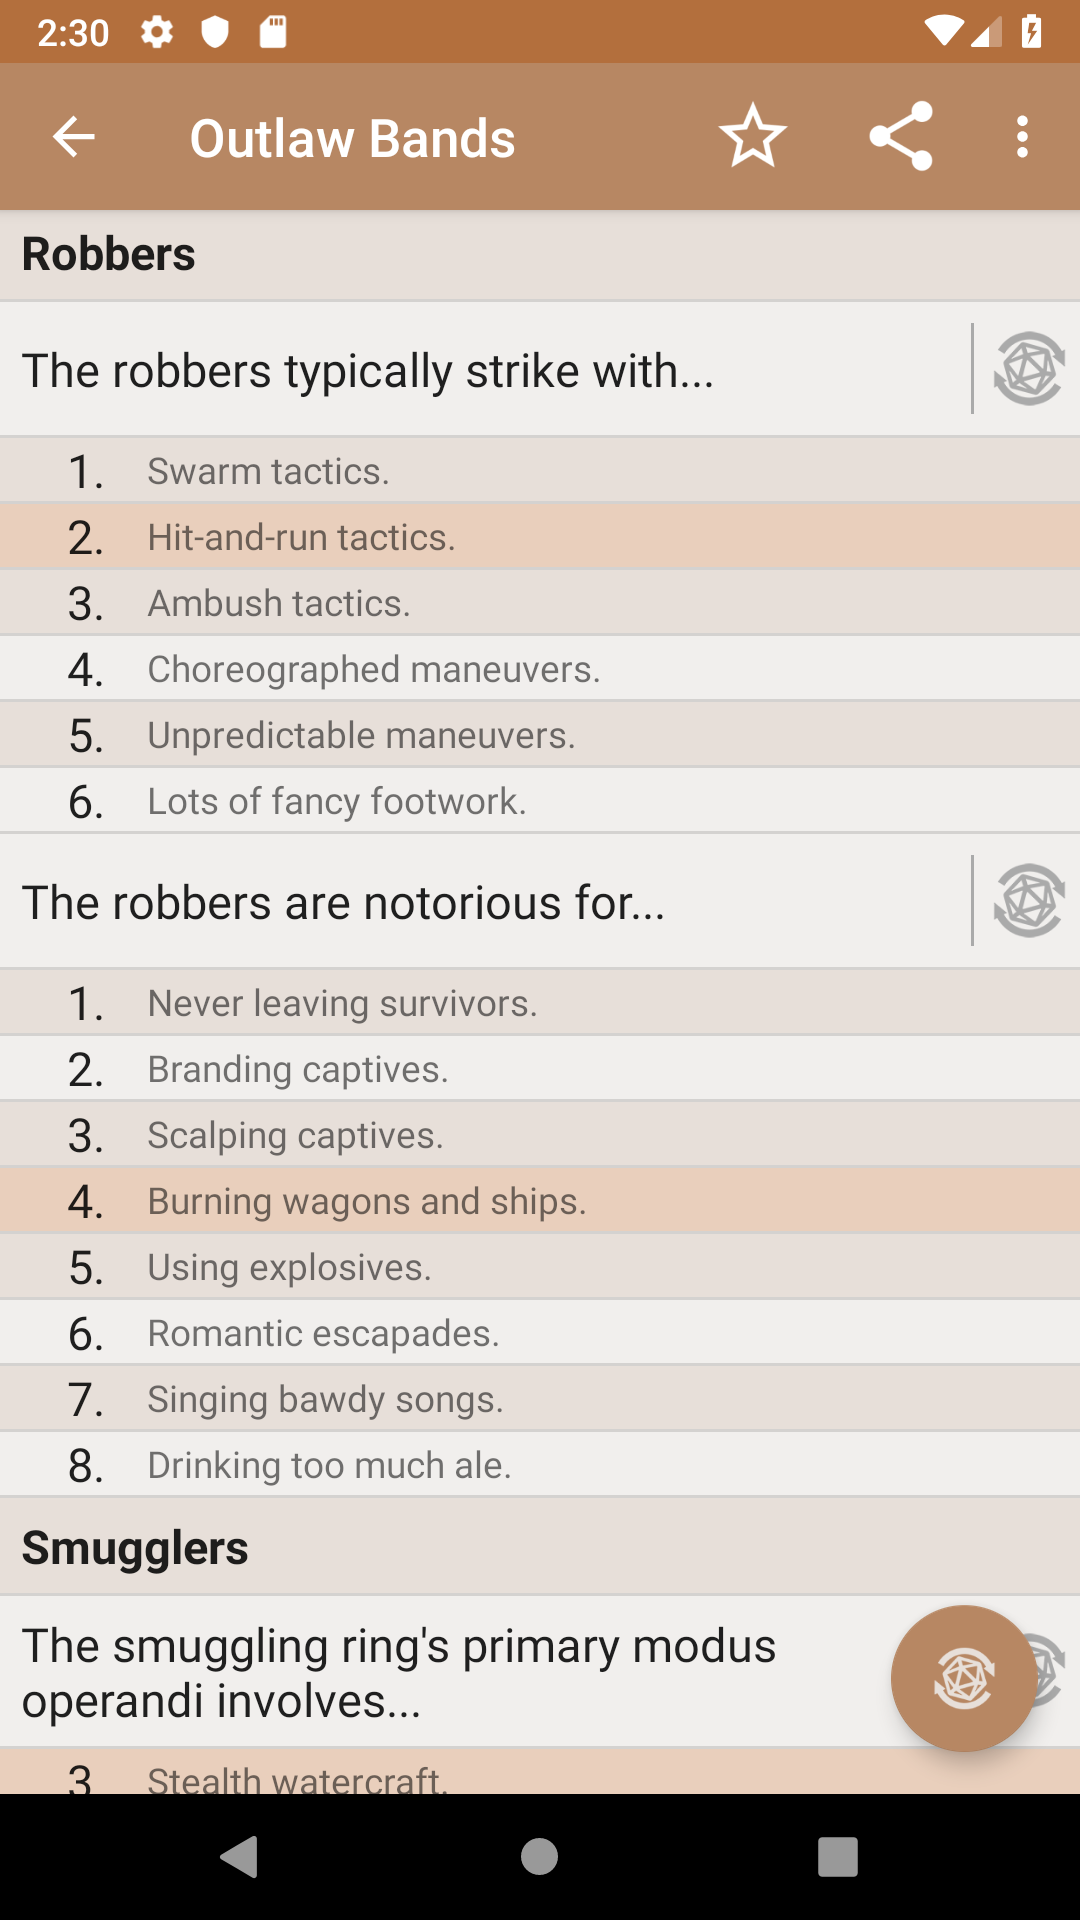 2:30
Outlaw Bands
Robbers
The robbers typically strike with...
1. Swarm tactics.
2. Hit-and-run tactics.
3. Ambush tactics.
4. Choreographed maneuvers.
5. Unpredictable maneuvers.
6. Lots of fancy footwork.
The robbers are notorious for...
1. Never leaving survivors.
2. Branding captives.
3. Scalping captives.
4. Burning wagons and ships.
5. Using explosives.
6. Romantic escapades.
7. Singing bawdy songs.
8. Drinking too much ale.
Smugglers
The smuggling ring's primary modus
operandi involves...
3 Stealth watercraft.